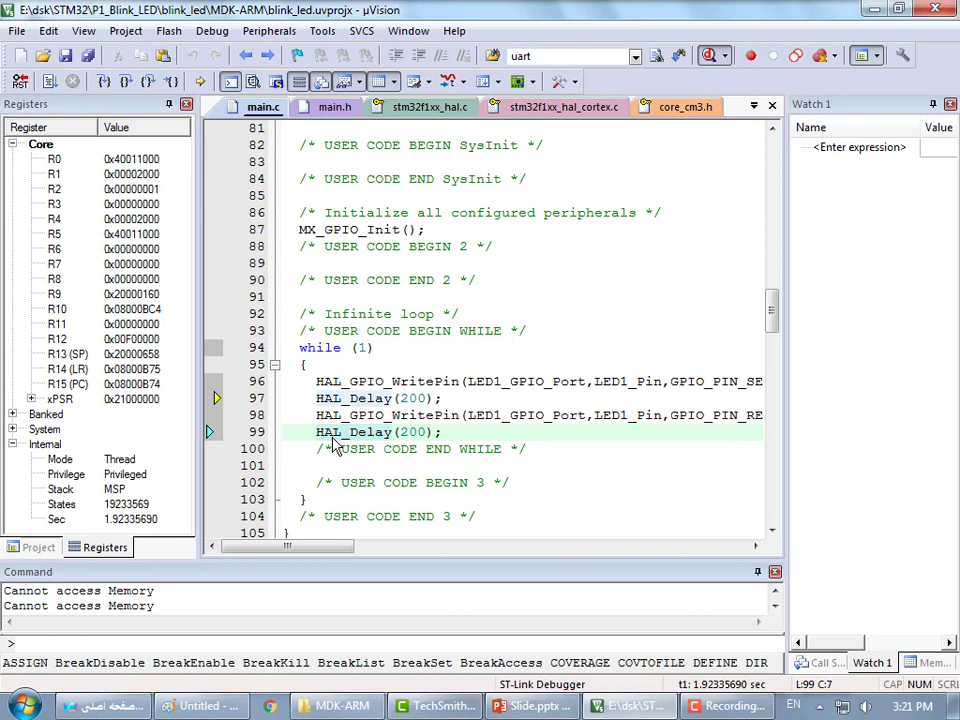 E:\dsk\STM32\P1_Blink_LED\blink_led\MDK-ARM\blink_led.uvprojx - µVision
File Edit View Project Flash Debug Peripherals Tools SVCS Window Help
uart
Registers
Register Value
Core
R0 0x40011000
R1 0x00002000
R2 0x00000001
R3 0x00000000
R4 0x00002000
R5 0x40011000
R6 0x00000000
R7 0x00000000
R8 0x00000000
R9 0x20000160
R10 0x08000BC4
R11 0x00000000
R12 0x00F00000
R13 (SP) 0x20000658
R14 (LR) 0x08000B75
R15 (PC) 0x08000B74
xPSR 0x21000000
Banked
System
Internal
Mode Thread
Privilege Privileged
Stack MSP
States 19233569
Sec 1.92335690
Project Registers
main.c main.h stm32f1xx_hal.c stm32f1xx_hal_cortex.c core_cm3.h
81
82 /* USER CODE BEGIN SysInit */
83
84 /* USER CODE END SysInit */
85
86 /* Initialize all configured peripherals */
87 MX_GPIO_Init();
88 /* USER CODE BEGIN 2 */
89
90 /* USER CODE END 2 */
91
92 /* Infinite loop */
93 /* USER CODE BEGIN WHILE */
94 while (1)
95 {
96 HAL_GPIO_WritePin(LED1_GPIO_Port,LED1_Pin,GPIO_PIN_SE
97 HAL_Delay(200);
98 HAL_GPIO_WritePin(LED1_GPIO_Port,LED1_Pin,GPIO_PIN_RE
99 HAL_Delay(200);
100 /* USER CODE END WHILE */
101
102 /* USER CODE BEGIN 3 */
103 }
104 /* USER CODE END 3 */
105 }
Watch 1
Name Value
<Enter expression>
Call S... Watch 1 Mem...
Command
Cannot access Memory
Cannot access Memory
>
ASSIGN BreakDisable BreakEnable BreakKill BreakList BreakSet BreakAccess COVERAGE COVTOFILE DEFINE DIR
ST-Link Debugger t1: 1.92335690 sec L:99 C:7 CAP NUM SCRL
صفحه اصلی... Untitled - ... MDK-ARM TechSmith... Slide.pptx ... E:\dsk\ST... Recording... EN 3:21 PM